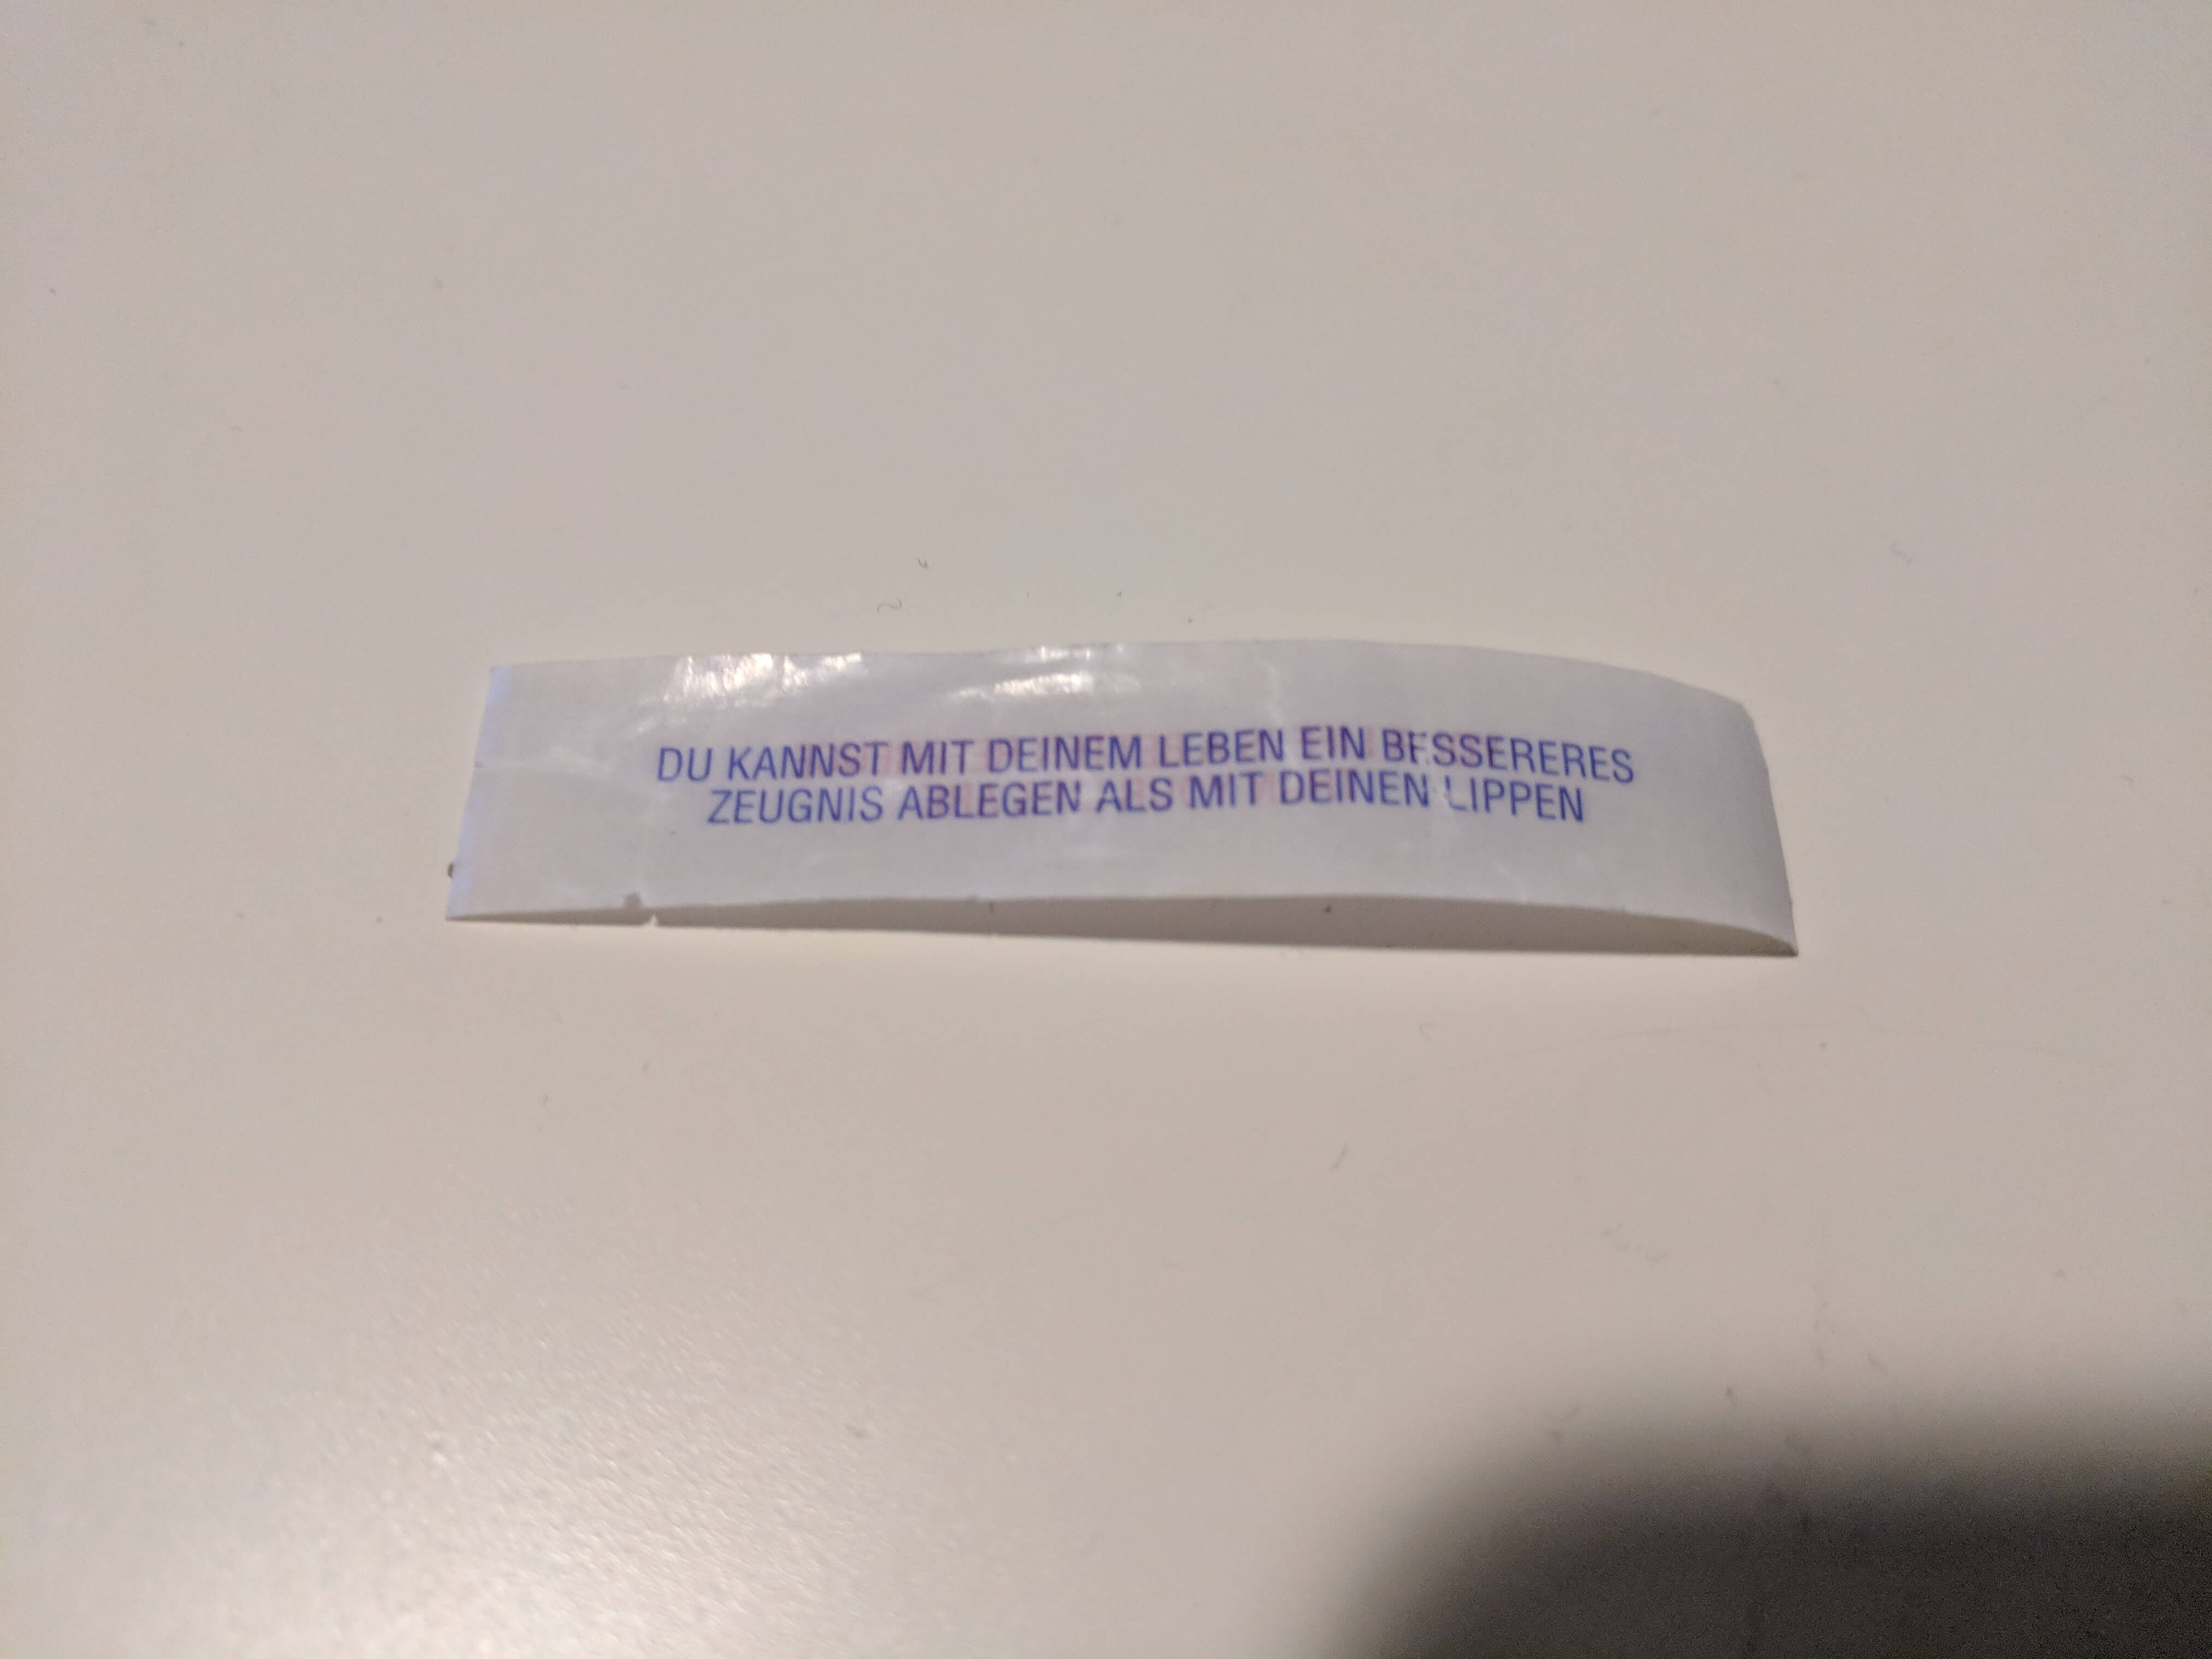 DU KANNST MIT DEINEM LEBEN EIN BESSERERES
ZEUGNIS ABLEGEN ALS MIT DEINEN LIPPEN